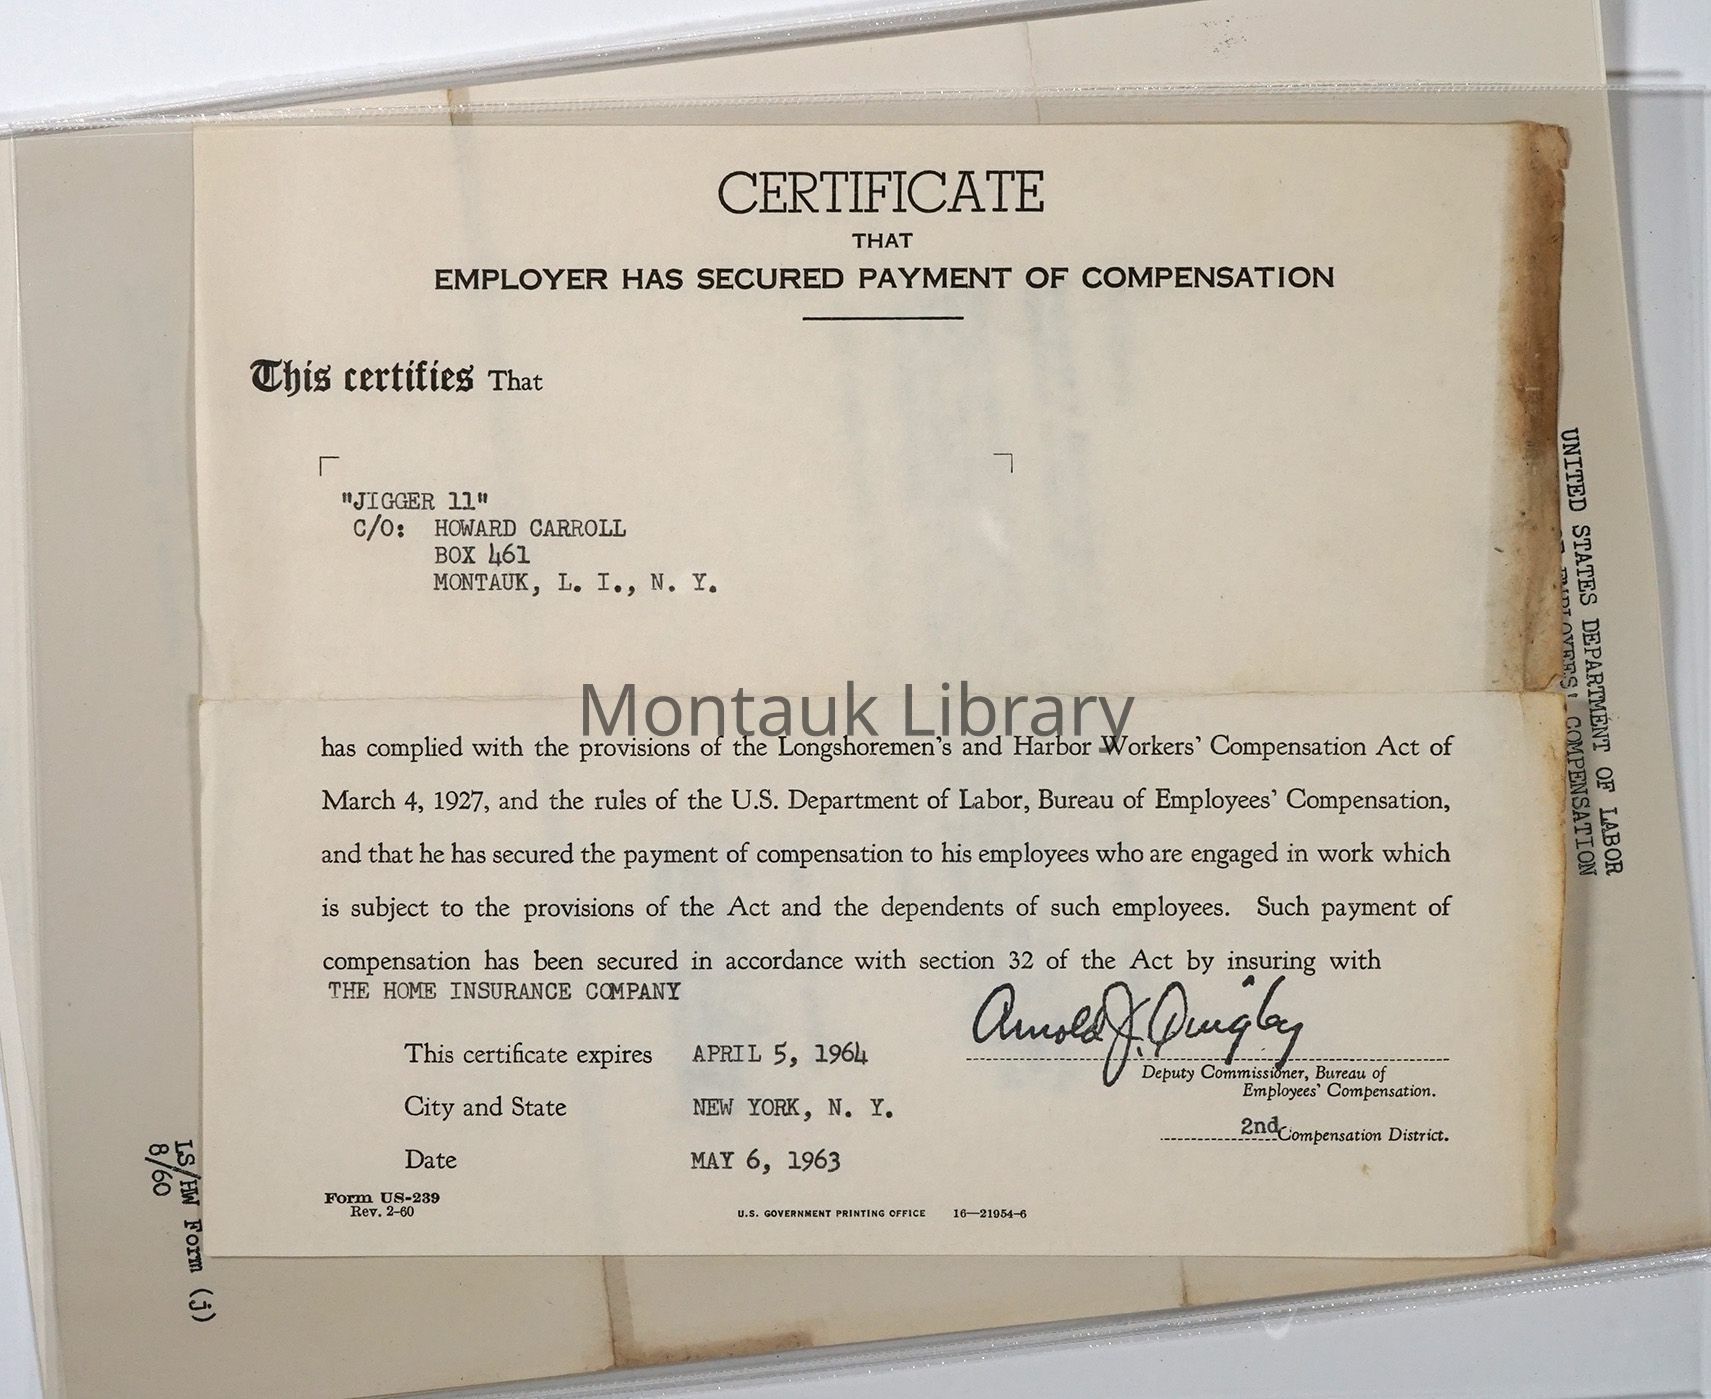 CERTIFICATE
THAT
EMPLOYER HAS SECURED PAYMENT OF COMPENSATION
This certifies That
"JIGGER 11"
C/O: HOWARD CARROLL
BOX 461
MONTAUK, L. I., N. Y.
Montauk Library
has complied with the provisions of the Longshoremen's and Harbor Workers' Compensation Act of
March 4, 1927, and the rules of the U.S. Department of Labor, Bureau of Employees' Compensation,
and that he has secured the payment of compensation to his employees who are engaged in work which
is subject to the provisions of the Act and the dependents of such employees. Such payment of
compensation has been secured in accordance with section 32 of the Act by insuring with
THE HOME INSURANCE COMPANY
Arnold J. Quigley
This certificate expires APRIL 5, 1964
Deputy Commissioner, Bureau of
Employees' Compensation.
City and State NEW YORK, N. Y.
2nd Compensation District.
Date MAY 6, 1963
Form US-239
Rev. 2-60
U.S. GOVERNMENT PRINTING OFFICE 16—21954-6
UNITED STATES DEPARTMENT OF LABOR
EMPLOYEES' COMPENSATION
LS/HW Form (j)
8/60